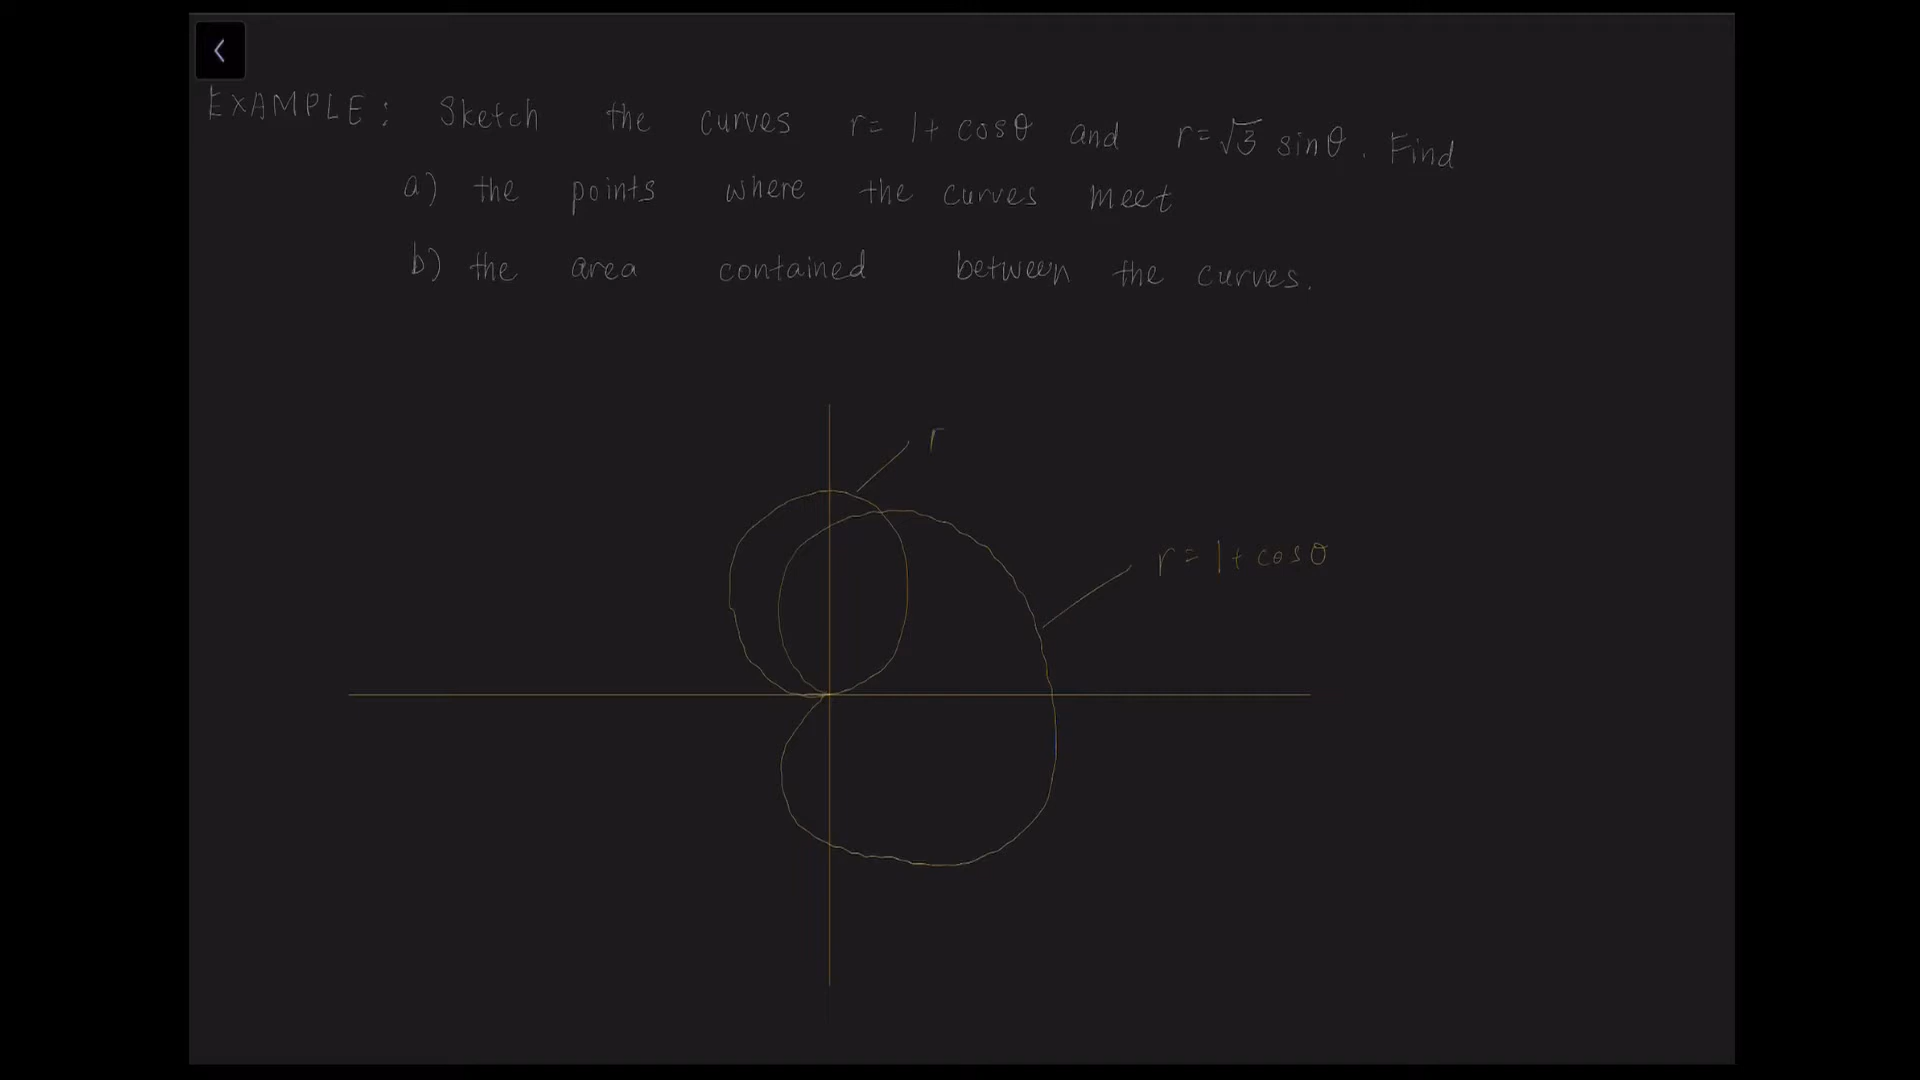 EXAMPLE: Sketch the curves r= 1+ cosθ and r=√3 sinθ. Find
a) the points where the curves meet
b) the area contained between the curves.
r
r = 1+ cosθ